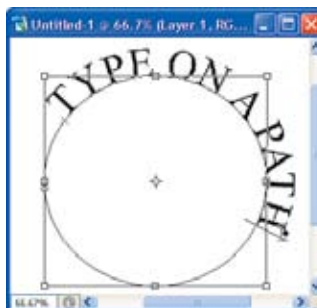 Untitled-1 @ 66.7% (Layer 1, RG...
TYPE ON A PATH.
66.67%